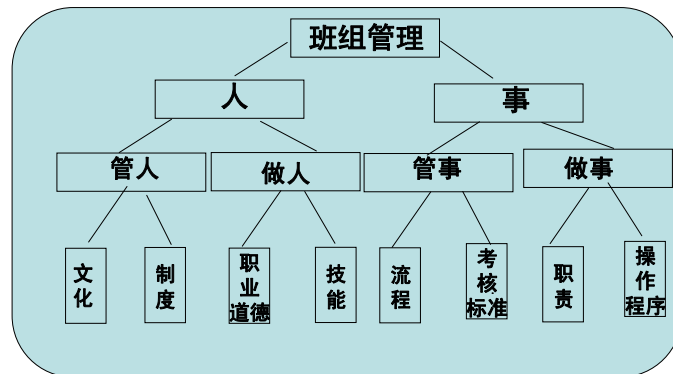 班组管理
人
事
管人
做人
管事
做事
文化
制度
职业道德
技能
流程
考核标准
职责
操作程序